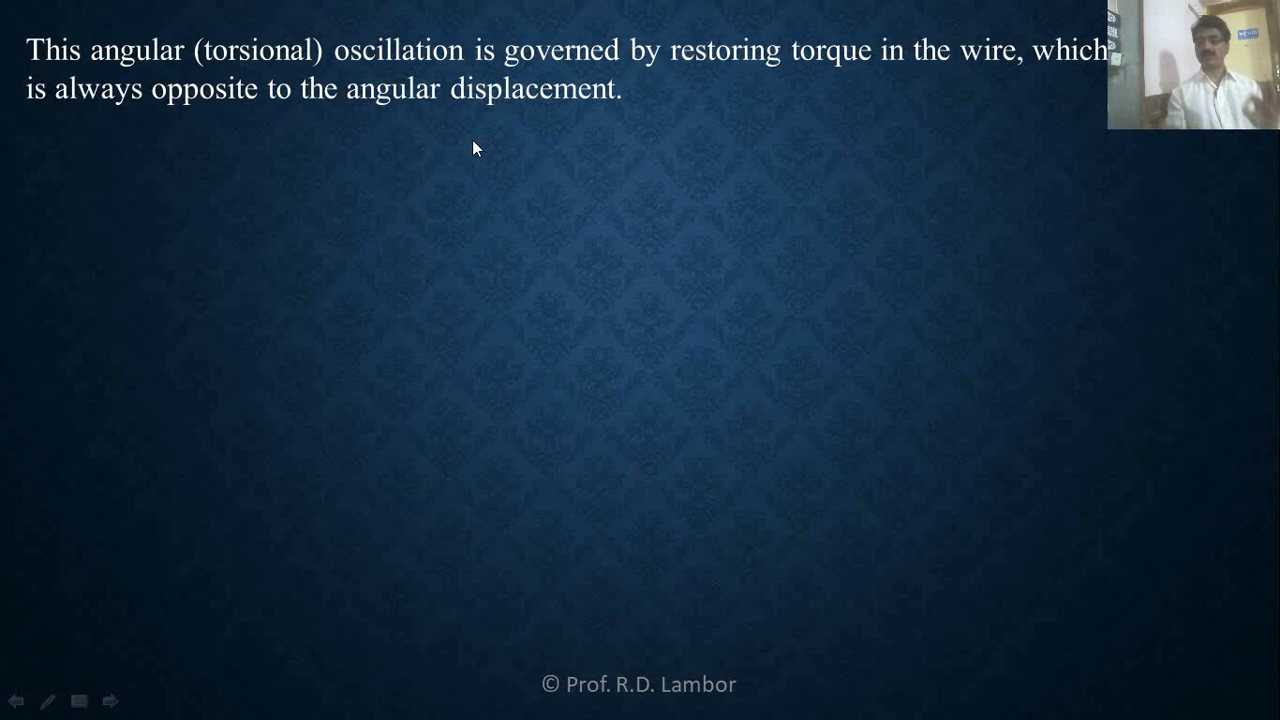 This angular (torsional) oscillation is governed by restoring torque in the wire, which
is always opposite to the angular displacement.
© Prof. R.D. Lambor